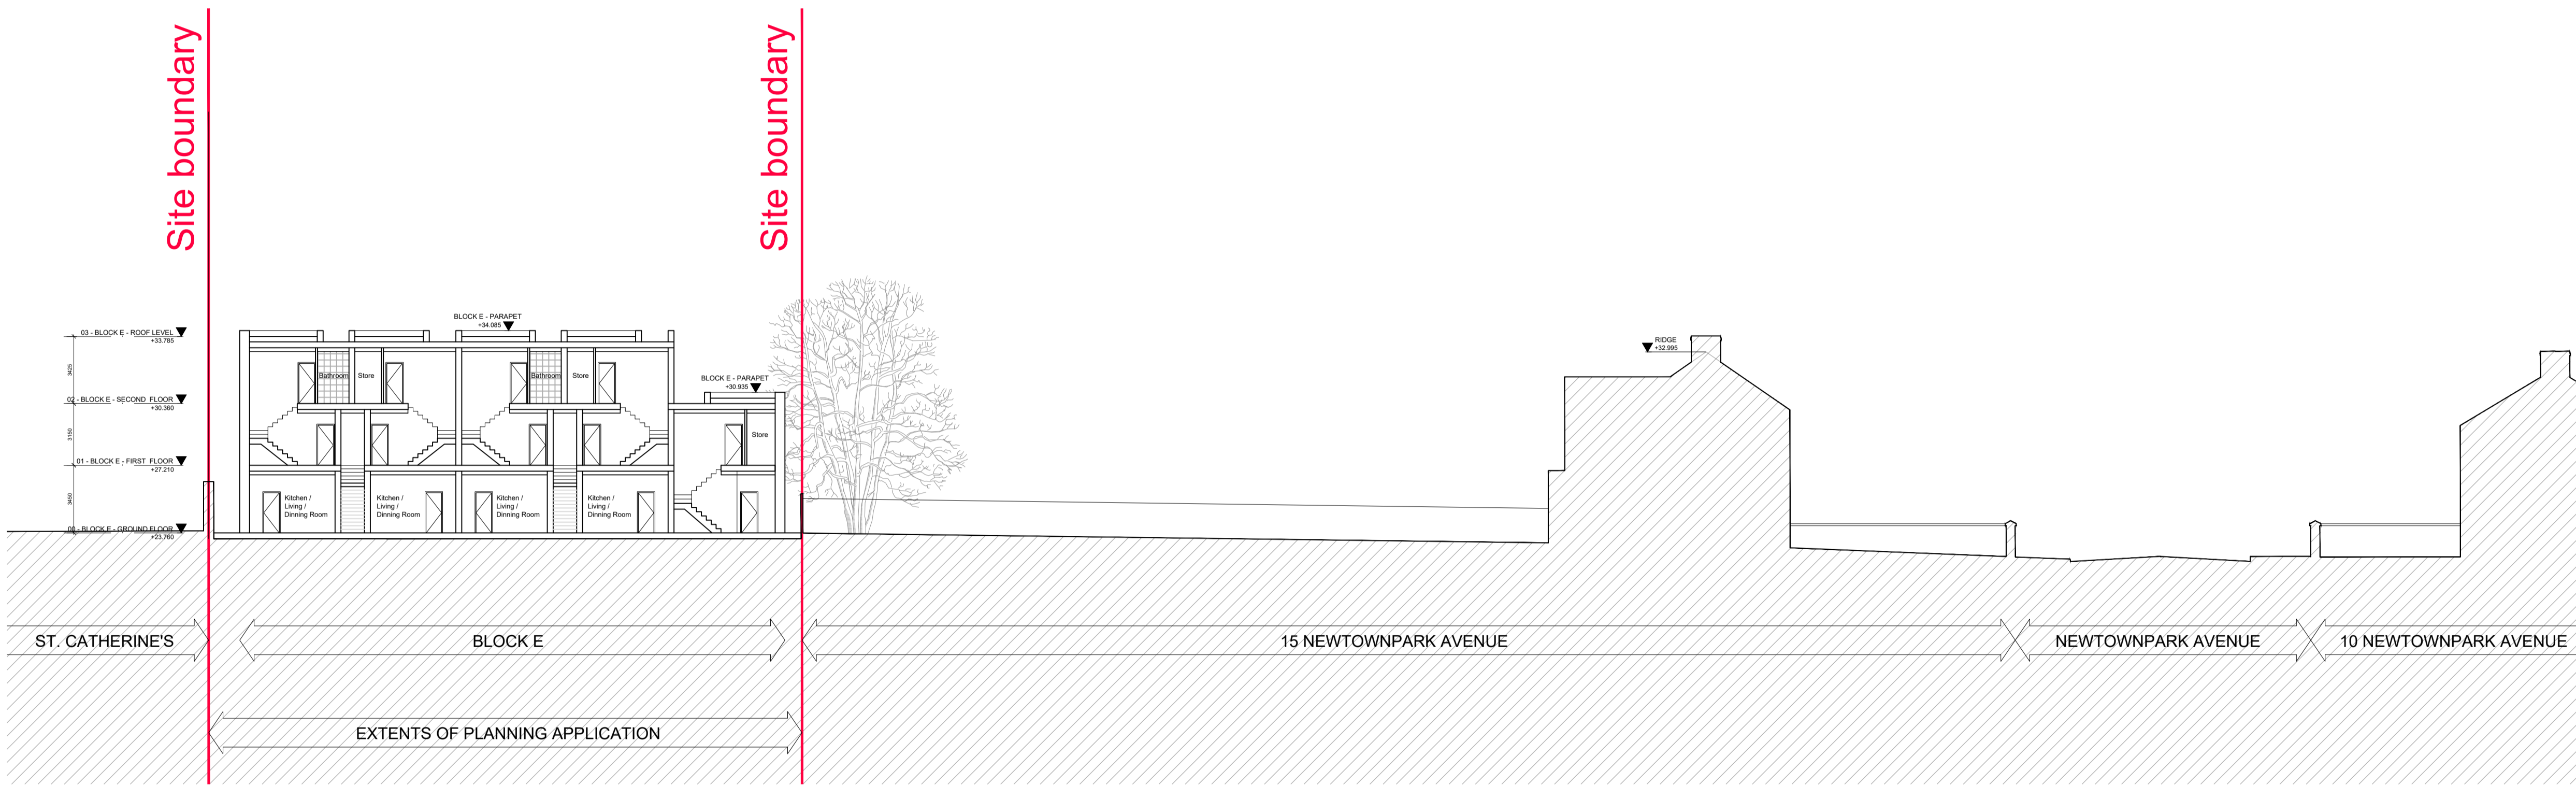 Site boundary
Site boundary
03 - BLOCK E - ROOF LEVEL
+33.785
3425
02 - BLOCK E - SECOND FLOOR
+30.360
3150
01 - BLOCK E - FIRST FLOOR
+27.210
3450
00 - BLOCK E - GROUND FLOOR
+23.760
BLOCK E - PARAPET
+34.085
BLOCK E - PARAPET
+30.935
RIDGE
+32.995
Bathroom
Store
Bathroom
Store
Store
Kitchen /
Living /
Dinning Room
Kitchen /
Living /
Dinning Room
Kitchen /
Living /
Dinning Room
Kitchen /
Living /
Dinning Room
ST. CATHERINE'S
BLOCK E
15 NEWTOWNPARK AVENUE
NEWTOWNPARK AVENUE
10 NEWTOWNPARK AVENUE
EXTENTS OF PLANNING APPLICATION